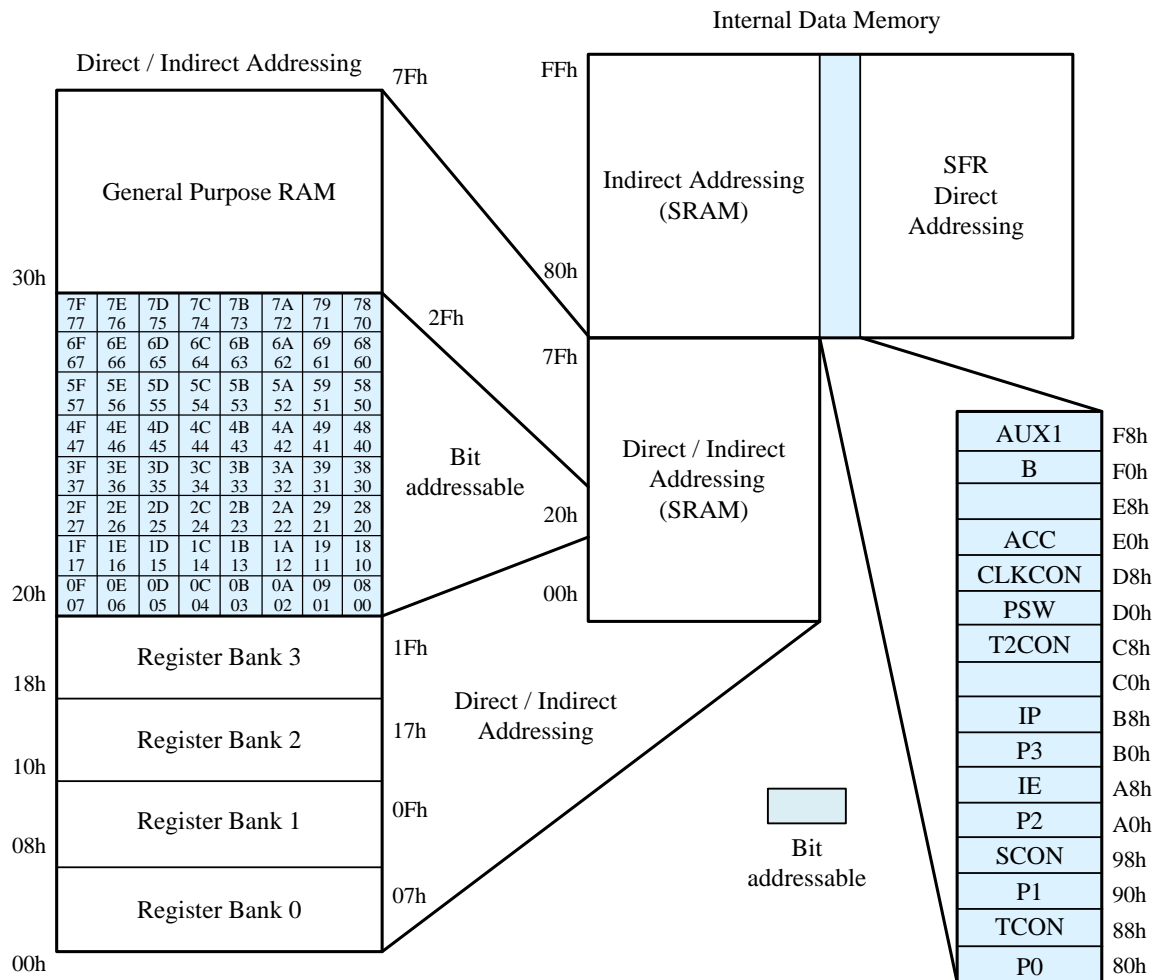 Internal Data Memory
Direct / Indirect Addressing
7Fh
General Purpose RAM
30h
7F 7E 7D 7C 7B 7A 79 78
77 76 75 74 73 72 71 70
6F 6E 6D 6C 6B 6A 69 68
67 66 65 64 63 62 61 60
5F 5E 5D 5C 5B 5A 59 58
57 56 55 54 53 52 51 50
4F 4E 4D 4C 4B 4A 49 48
47 46 45 44 43 42 41 40
3F 3E 3D 3C 3B 3A 39 38
37 36 35 34 33 32 31 30
2F 2E 2D 2C 2B 2A 29 28
27 26 25 24 23 22 21 20
1F 1E 1D 1C 1B 1A 19 18
17 16 15 14 13 12 11 10
0F 0E 0D 0C 0B 0A 09 08
07 06 05 04 03 02 01 00
2Fh
Bit
addressable
20h
Register Bank 3
1Fh
18h
Register Bank 2
17h
10h
Register Bank 1
0Fh
08h
Register Bank 0
07h
00h
Direct / Indirect
Addressing
FFh
Indirect Addressing
(SRAM)
80h
SFR
Direct
Addressing
7Fh
Direct / Indirect
Addressing
(SRAM)
20h
00h
AUX1 F8h
B F0h
E8h
ACC E0h
CLKCON D8h
PSW D0h
T2CON C8h
C0h
IP B8h
P3 B0h
IE A8h
P2 A0h
SCON 98h
P1 90h
TCON 88h
P0 80h
Bit
addressable